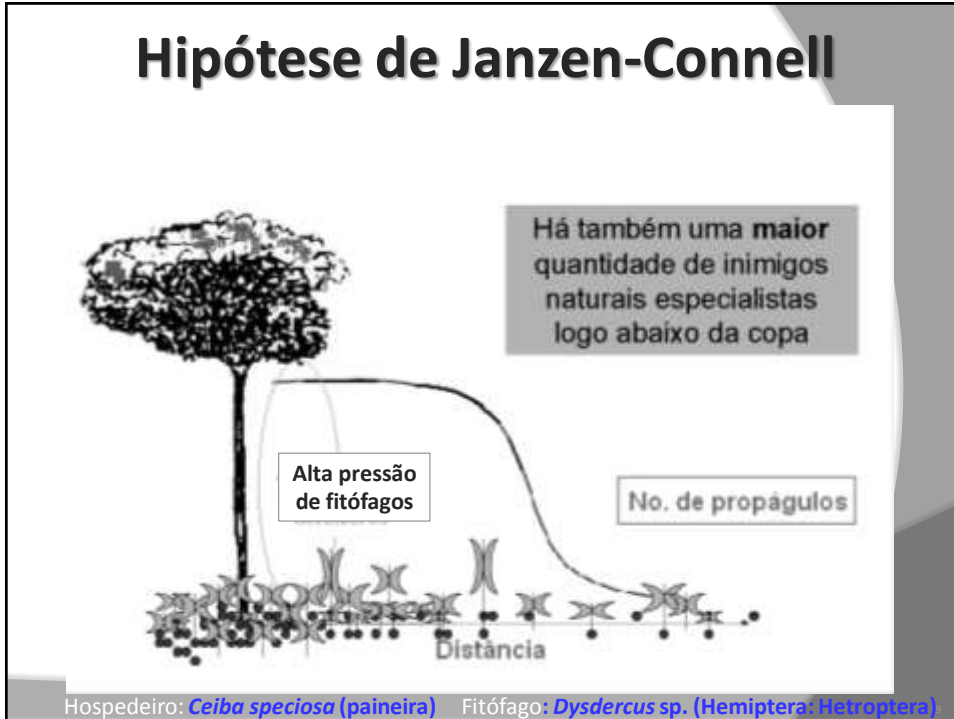 Hipótese de Janzen-Connell
Há também uma maior
quantidade de inimigos
naturais especialistas
logo abaixo da copa
Alta pressão
de fitófagos
No. de propágulos
Distância
Hospedeiro: Ceiba speciosa (paineira) Fitófago: Dysdercus sp. (Hemiptera: Hetroptera)